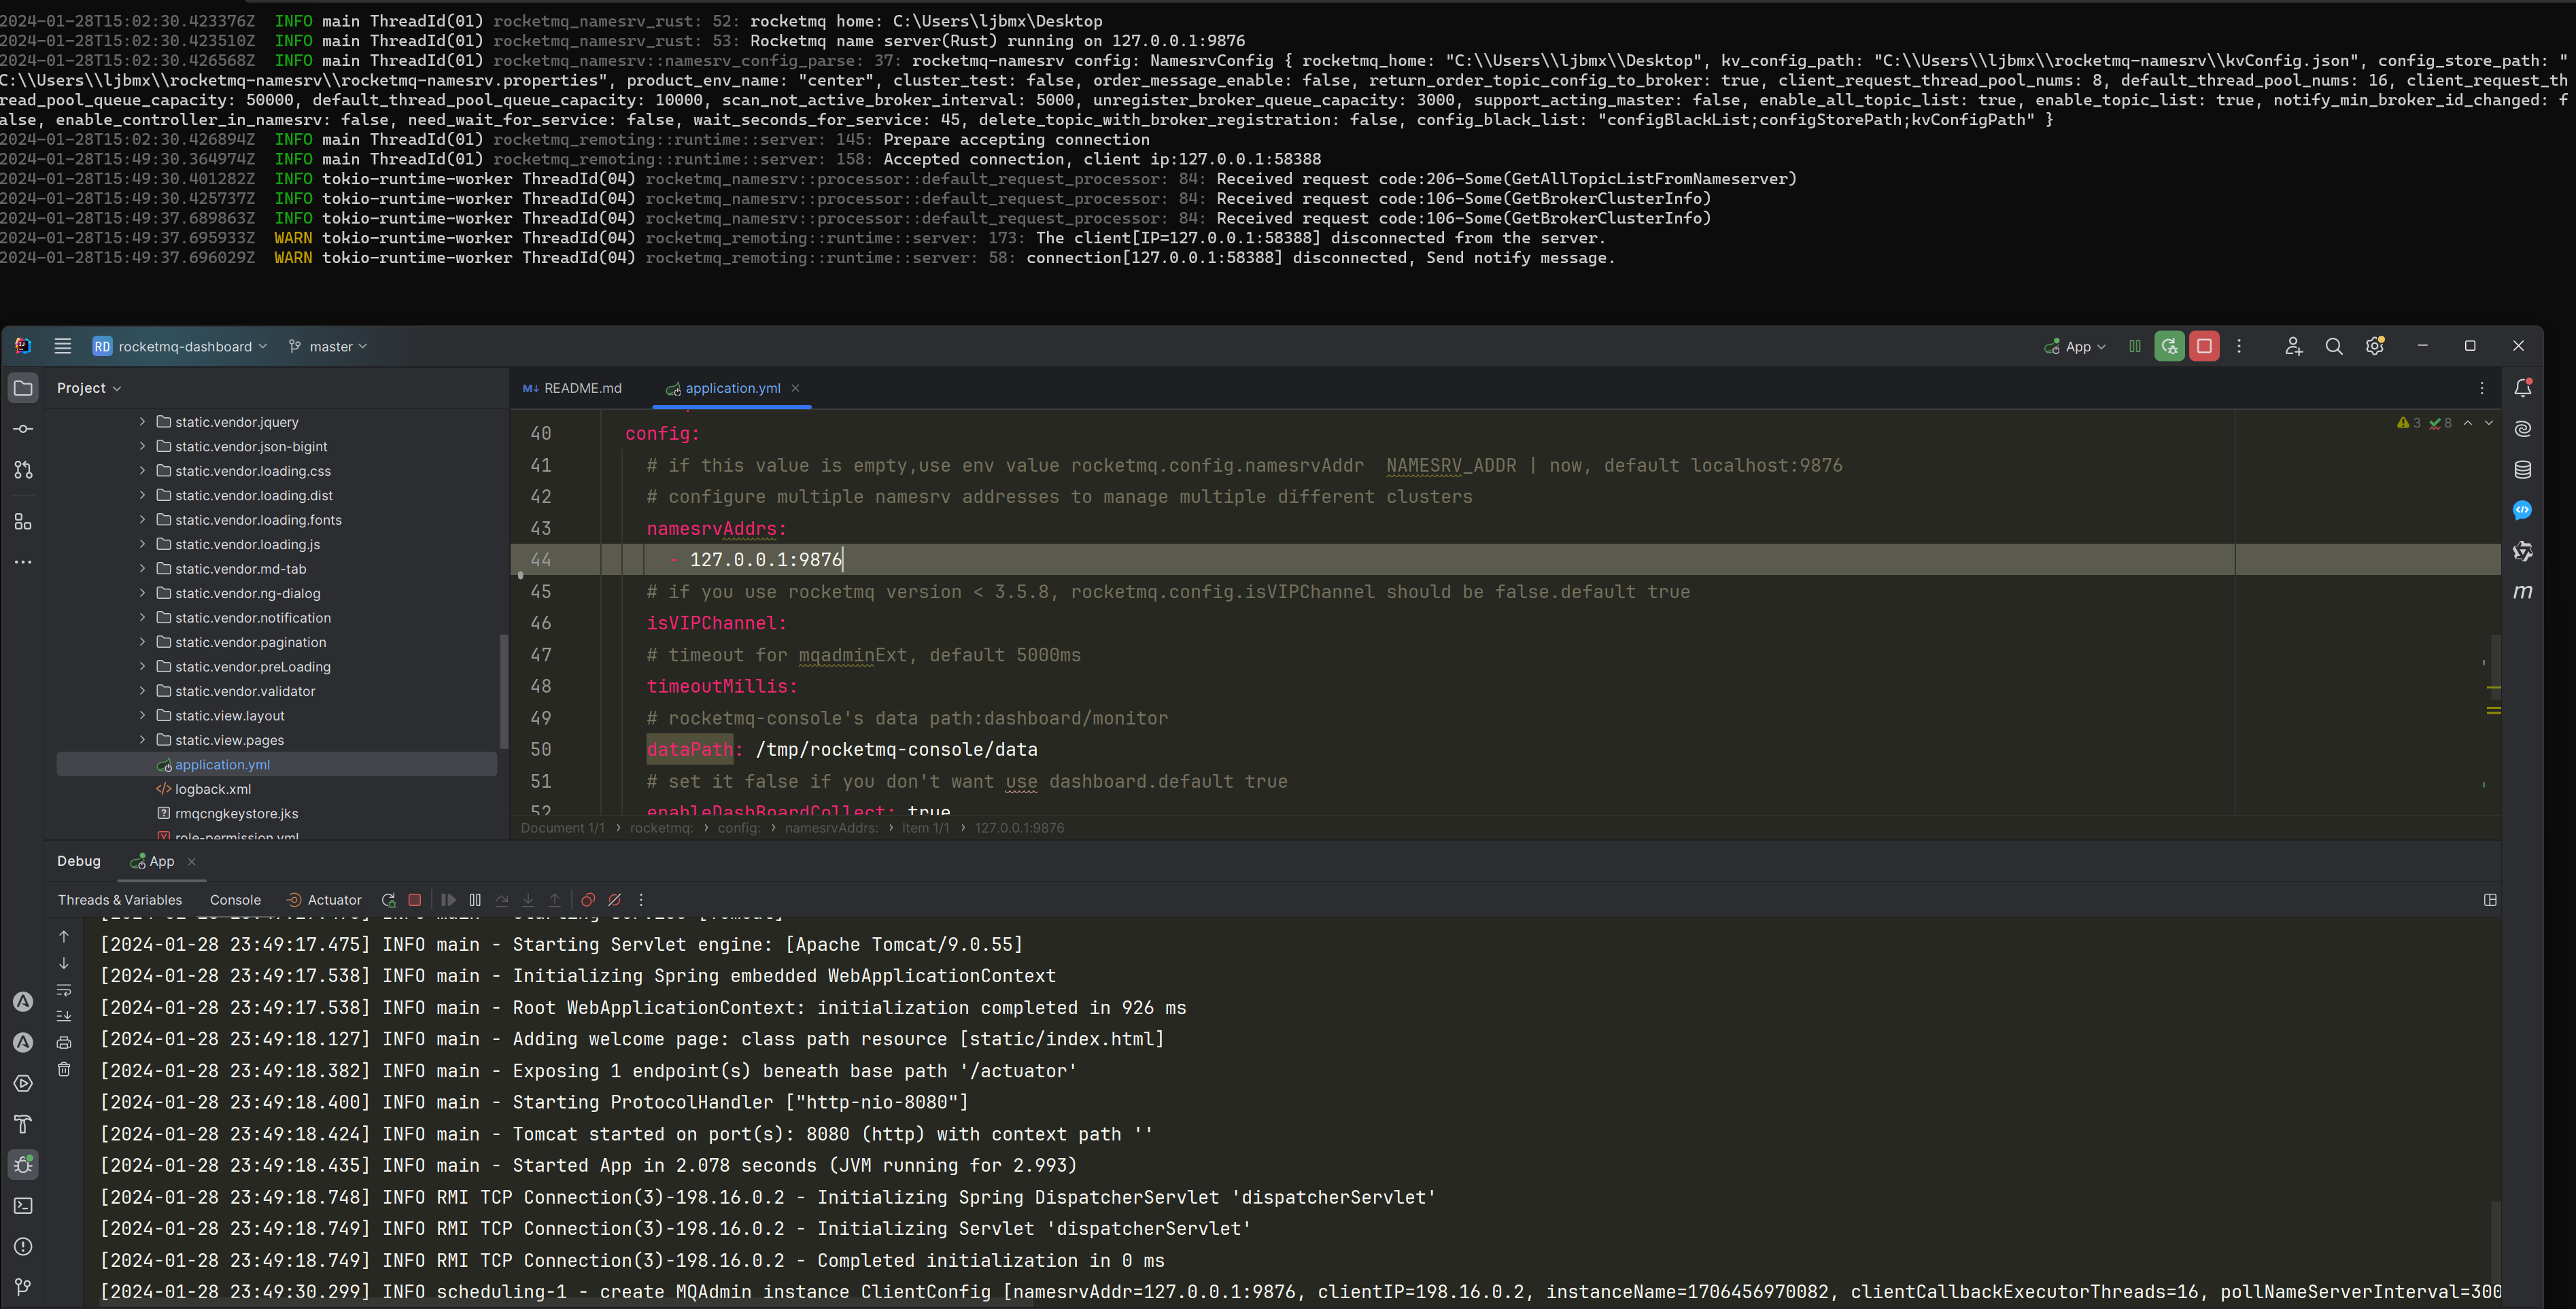 2024-01-28T15:02:30.423376Z  INFO main ThreadId(01) rocketmq_namesrv_rust: 52: rocketmq home: C:\Users\ljbmx\Desktop
2024-01-28T15:02:30.423510Z  INFO main ThreadId(01) rocketmq_namesrv_rust: 53: Rocketmq name server(Rust) running on 127.0.0.1:9876
2024-01-28T15:02:30.426568Z  INFO main ThreadId(01) rocketmq_namesrv::namesrv_config_parse: 37: rocketmq-namesrv config: NamesrvConfig { rocketmq_home: "C:\\Users\\ljbmx\\Desktop", kv_config_path: "C:\\Users\\ljbmx\\rocketmq-namesrv\\kvConfig.json", config_store_path: "
C:\\Users\\ljbmx\\rocketmq-namesrv\\rocketmq-namesrv.properties", product_env_name: "center", cluster_test: false, order_message_enable: false, return_order_topic_config_to_broker: true, client_request_thread_pool_nums: 8, default_thread_pool_nums: 16, client_request_th
read_pool_queue_capacity: 50000, default_thread_pool_queue_capacity: 10000, scan_not_active_broker_interval: 5000, unregister_broker_queue_capacity: 3000, support_acting_master: false, enable_all_topic_list: true, enable_topic_list: true, notify_min_broker_id_changed: f
alse, enable_controller_in_namesrv: false, need_wait_for_service: false, wait_seconds_for_service: 45, delete_topic_with_broker_registration: false, config_black_list: "configBlackList;configStorePath;kvConfigPath" }
2024-01-28T15:02:30.426894Z  INFO main ThreadId(01) rocketmq_remoting::runtime::server: 145: Prepare accepting connection
2024-01-28T15:49:30.364974Z  INFO main ThreadId(01) rocketmq_remoting::runtime::server: 158: Accepted connection, client ip:127.0.0.1:58388
2024-01-28T15:49:30.401282Z  INFO tokio-runtime-worker ThreadId(04) rocketmq_namesrv::processor::default_request_processor: 84: Received request code:206-Some(GetAllTopicListFromNameserver)
2024-01-28T15:49:30.425737Z  INFO tokio-runtime-worker ThreadId(04) rocketmq_namesrv::processor::default_request_processor: 84: Received request code:106-Some(GetBrokerClusterInfo)
2024-01-28T15:49:37.689863Z  INFO tokio-runtime-worker ThreadId(04) rocketmq_namesrv::processor::default_request_processor: 84: Received request code:106-Some(GetBrokerClusterInfo)
2024-01-28T15:49:37.695933Z  WARN tokio-runtime-worker ThreadId(04) rocketmq_remoting::runtime::server: 173: The client[IP=127.0.0.1:58388] disconnected from the server.
2024-01-28T15:49:37.696029Z  WARN tokio-runtime-worker ThreadId(04) rocketmq_remoting::runtime::server: 58: connection[127.0.0.1:58388] disconnected, Send notify message.
RD rocketmq-dashboard master App
Project
static.vendor.jquery
static.vendor.json-bigint
static.vendor.loading.css
static.vendor.loading.dist
static.vendor.loading.fonts
static.vendor.loading.js
static.vendor.md-tab
static.vendor.ng-dialog
static.vendor.notification
static.vendor.pagination
static.vendor.preLoading
static.vendor.validator
static.view.layout
static.view.pages
application.yml
logback.xml
rmqcngkeystore.jks
role-permission.yml
README.md application.yml
3 8
40 config:
41 # if this value is empty,use env value rocketmq.config.namesrvAddr  NAMESRV_ADDR | now, default localhost:9876
42 # configure multiple namesrv addresses to manage multiple different clusters
43 namesrvAddrs:
44 - 127.0.0.1:9876
45 # if you use rocketmq version < 3.5.8, rocketmq.config.isVIPChannel should be false.default true
46 isVIPChannel:
47 # timeout for mqadminExt, default 5000ms
48 timeoutMillis:
49 # rocketmq-console's data path:dashboard/monitor
50 dataPath: /tmp/rocketmq-console/data
51 # set it false if you don't want use dashboard.default true
52 enableDashBoardCollect: true
Document 1/1 › rocketmq: › config: › namesrvAddrs: › Item 1/1 › 127.0.0.1:9876
Debug App
Threads & Variables Console Actuator
[2024-01-28 23:49:17.475] INFO main - Starting Servlet engine: [Apache Tomcat/9.0.55]
[2024-01-28 23:49:17.538] INFO main - Initializing Spring embedded WebApplicationContext
[2024-01-28 23:49:17.538] INFO main - Root WebApplicationContext: initialization completed in 926 ms
[2024-01-28 23:49:18.127] INFO main - Adding welcome page: class path resource [static/index.html]
[2024-01-28 23:49:18.382] INFO main - Exposing 1 endpoint(s) beneath base path '/actuator'
[2024-01-28 23:49:18.400] INFO main - Starting ProtocolHandler ["http-nio-8080"]
[2024-01-28 23:49:18.424] INFO main - Tomcat started on port(s): 8080 (http) with context path ''
[2024-01-28 23:49:18.435] INFO main - Started App in 2.078 seconds (JVM running for 2.993)
[2024-01-28 23:49:18.748] INFO RMI TCP Connection(3)-198.16.0.2 - Initializing Spring DispatcherServlet 'dispatcherServlet'
[2024-01-28 23:49:18.749] INFO RMI TCP Connection(3)-198.16.0.2 - Initializing Servlet 'dispatcherServlet'
[2024-01-28 23:49:18.749] INFO RMI TCP Connection(3)-198.16.0.2 - Completed initialization in 0 ms
[2024-01-28 23:49:30.299] INFO scheduling-1 - create MQAdmin instance ClientConfig [namesrvAddr=127.0.0.1:9876, clientIP=198.16.0.2, instanceName=1706456970082, clientCallbackExecutorThreads=16, pollNameServerInterval=300